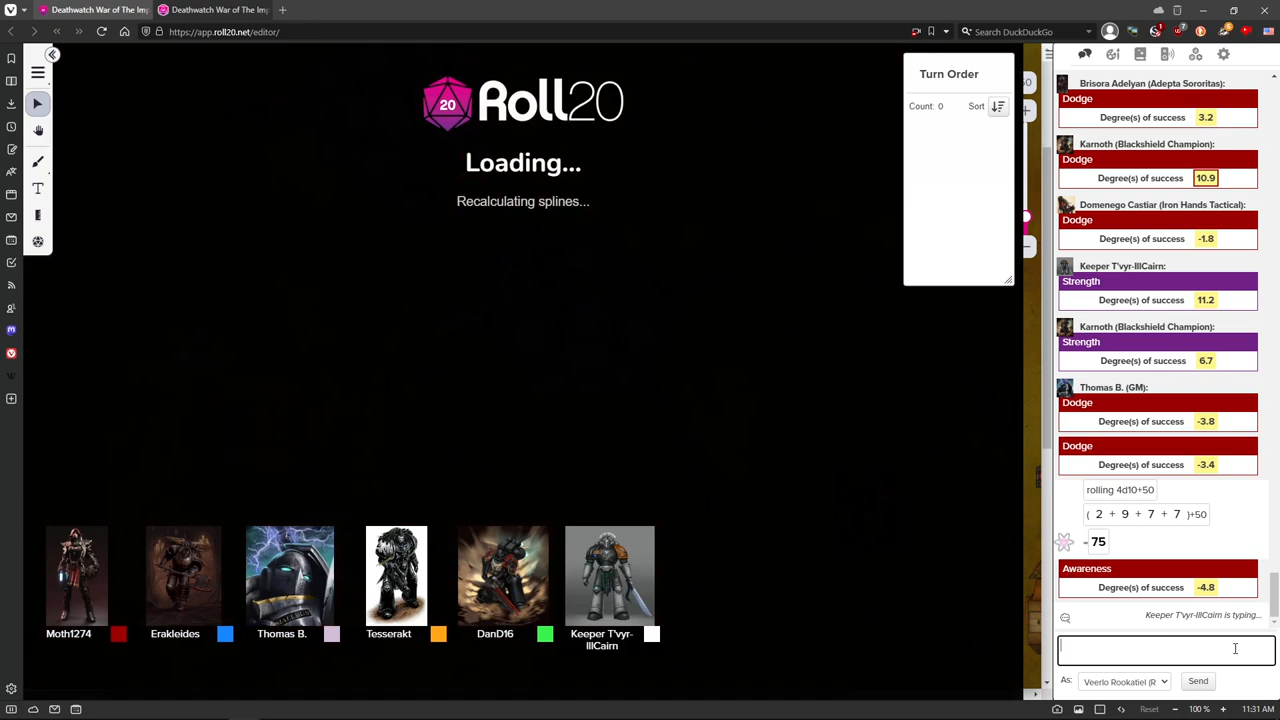 Deathwatch War of The Imp
Deathwatch War of The Imp
https://app.roll20.net/editor/
Search DuckDuckGo
20 Roll20
Loading...
Recalculating splines...
Turn Order
Count: 0 Sort
Brisora Adelyan (Adepta Sororitas):
Dodge
Degree(s) of success 3.2
Karnoth (Blackshield Champion):
Dodge
Degree(s) of success 10.9
Domenego Castiar (Iron Hands Tactical):
Dodge
Degree(s) of success -1.8
Keeper T'vyr-IllCairn:
Strength
Degree(s) of success 11.2
Karnoth (Blackshield Champion):
Strength
Degree(s) of success 6.7
Thomas B. (GM):
Dodge
Degree(s) of success -3.8
Dodge
Degree(s) of success -3.4
rolling 4d10+50
( 2 + 9 + 7 + 7 )+50
=75
Awareness
Degree(s) of success -4.8
Keeper T'vyr-IllCairn is typing...
As: Veerlo Rookatiel (R Send
Moth1274
Erakleides
Thomas B.
Tesserakt
DanD16
Keeper T'vyr-
IllCairn
Reset 100 % 11:31 AM